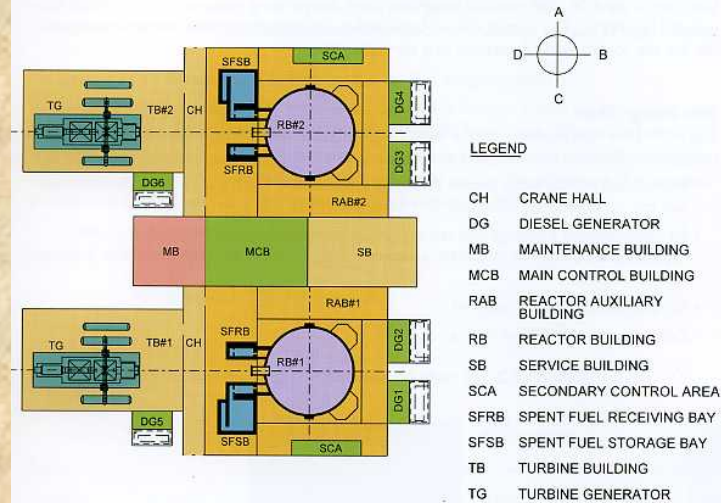 SFSB
SCA
A
D
B
C
TG
TB#2
CH
RB#2
DG4
DG3
SFRB
DG6
RAB#2
MB
MCB
SB
RAB#1
SFRB
TG
TB#1
CH
RB#1
DG2
DG1
DG5
SFSB
SCA
LEGEND
CH CRANE HALL
DG DIESEL GENERATOR
MB MAINTENANCE BUILDING
MCB MAIN CONTROL BUILDING
RAB REACTOR AUXILIARY
BUILDING
RB REACTOR BUILDING
SB SERVICE BUILDING
SCA SECONDARY CONTROL AREA
SFRB SPENT FUEL RECEIVING BAY
SFSB SPENT FUEL STORAGE BAY
TB TURBINE BUILDING
TG TURBINE GENERATOR